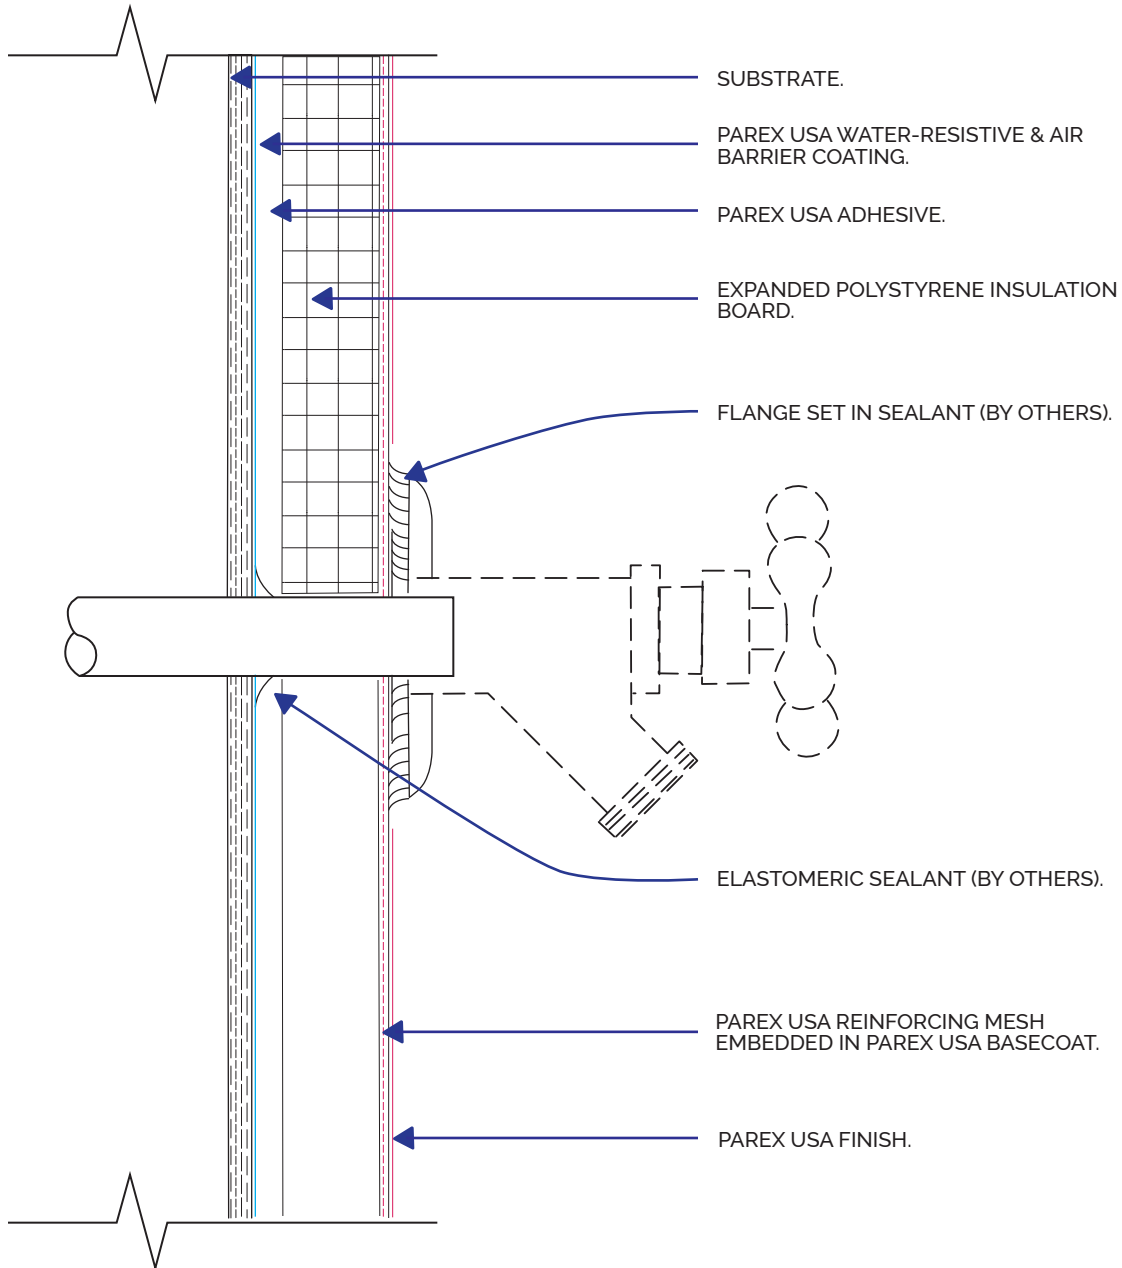 SUBSTRATE.
PAREX USA WATER-RESISTIVE & AIR
BARRIER COATING.
PAREX USA ADHESIVE.
EXPANDED POLYSTYRENE INSULATION
BOARD.
FLANGE SET IN SEALANT (BY OTHERS).
ELASTOMERIC SEALANT (BY OTHERS).
PAREX USA REINFORCING MESH
EMBEDDED IN PAREX USA BASECOAT.
PAREX USA FINISH.